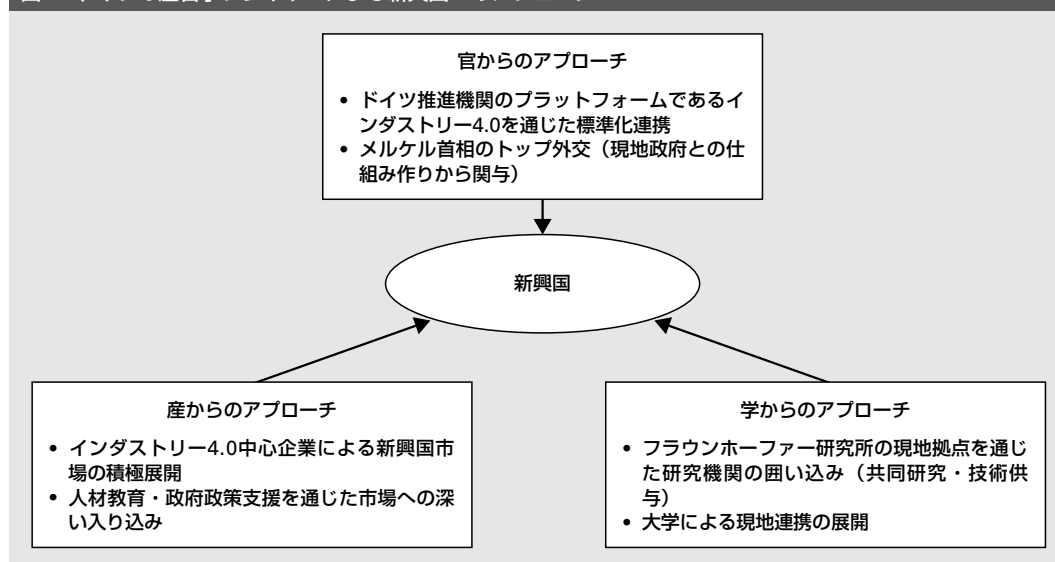 官からのアプローチ
• ドイツ推進機関のプラットフォームであるイ
ンダストリー4.0を通じた標準化連携
• メルケル首相のトップ外交（現地政府との仕
組み作りから関与）
新興国
産からのアプローチ
• インダストリー4.0中心企業による新興国市
場の積極展開
• 人材教育・政府政策支援を通じた市場への深
い入り込み
学からのアプローチ
• フラウンホーファー研究所の現地拠点を通じ
た研究機関の囲い込み（共同研究・技術供
与）
• 大学による現地連携の展開